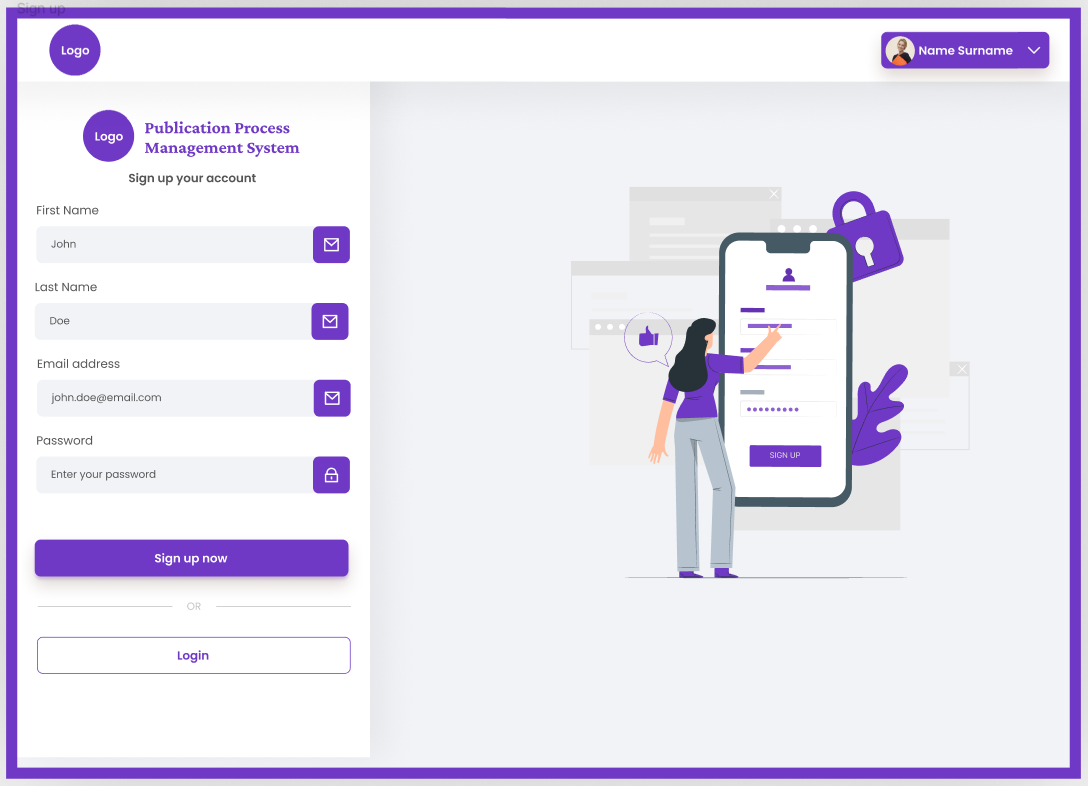 Sign up
Logo
Name Surname
Logo
Publication Process
Management System
Sign up your account
First Name
John
Last Name
Doe
Email address
john.doe@email.com
Password
Enter your password
Sign up now
OR
Login
SIGN UP